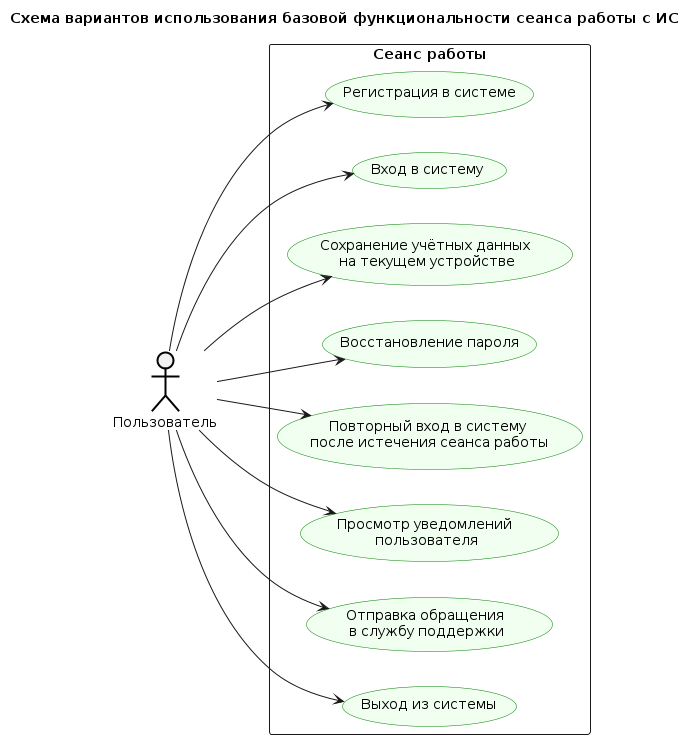 Схема вариантов использования базовой функциональности сеанса работы с ИС
Сеанс работы
Регистрация в системе
Вход в систему
Сохранение учётных данных
на текущем устройстве
Восстановление пароля
Пользователь
Повторный вход в систему
после истечения сеанса работы
Просмотр уведомлений
пользователя
Отправка обращения
в службу поддержки
Выход из системы